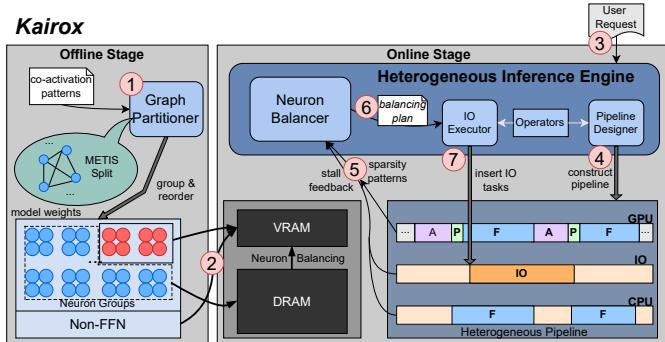 Kairox
Offline Stage
co-activation
patterns
1
Graph
Partitioner
...
METIS
Split
...
group &
reorder
model weights
...
Neuron Groups
Non-FFN
2
Online Stage
User
Request
3
Heterogeneous Inference Engine
Neuron
Balancer
6
balancing
plan
IO
Executor
Operators
Pipeline
Designer
7
4
5
stall
feedback
sparsity
patterns
insert IO
tasks
construct
pipeline
VRAM
Neuron Balancing
DRAM
GPU
... A P F A P F ...
IO
IO
CPU
F F
Heterogeneous Pipeline